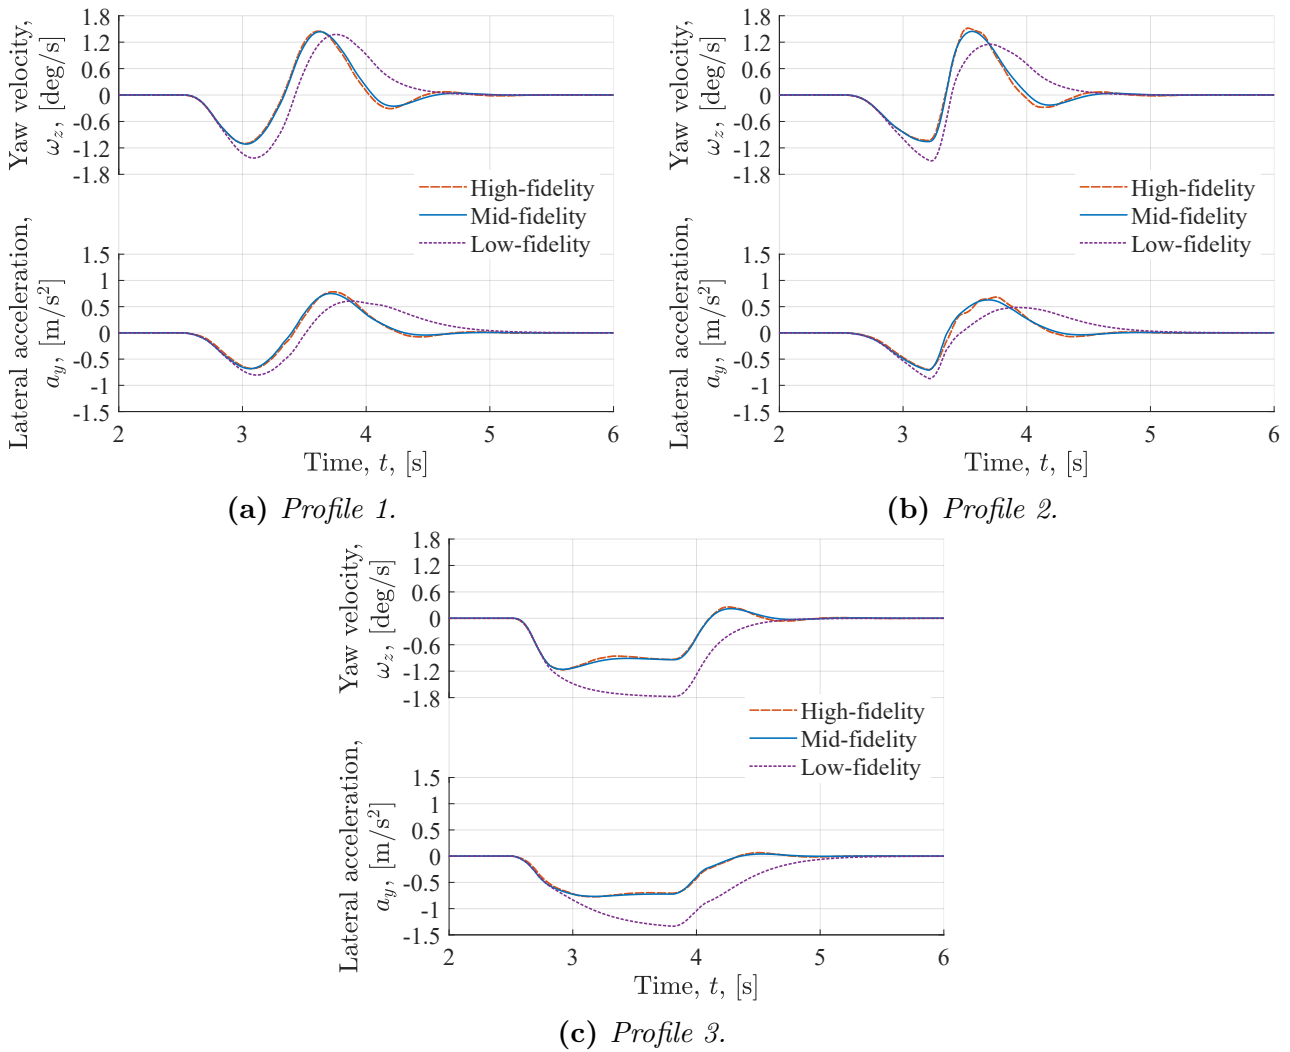 Yaw velocity,
ω_z, [deg/s]
1.8
1.2
0.6
0
-0.6
-1.2
-1.8
High-fidelity
Mid-fidelity
Low-fidelity
Lateral acceleration,
a_y, [m/s²]
1.5
1
0.5
0
-0.5
-1
-1.5
2 3 4 5 6
Time, t, [s]
(a) Profile 1.
Yaw velocity,
ω_z, [deg/s]
1.8
1.2
0.6
0
-0.6
-1.2
-1.8
High-fidelity
Mid-fidelity
Low-fidelity
Lateral acceleration,
a_y, [m/s²]
1.5
1
0.5
0
-0.5
-1
-1.5
2 3 4 5 6
Time, t, [s]
(b) Profile 2.
Yaw velocity,
ω_z, [deg/s]
1.8
1.2
0.6
0
-0.6
-1.2
-1.8
High-fidelity
Mid-fidelity
Low-fidelity
Lateral acceleration,
a_y, [m/s²]
1.5
1
0.5
0
-0.5
-1
-1.5
2 3 4 5 6
Time, t, [s]
(c) Profile 3.